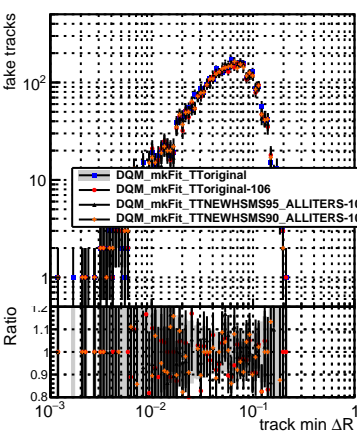 fake tracks
10²
10
1
DQM_mkFit_TToriginal
DQM_mkFit_TToriginal-106
DQM_mkFit_TTNEWHSMS95_ALLITERS-10
DQM_mkFit_TTNEWHSMS90_ALLITERS-10
Ratio
1.2
1.1
1
0.9
0.8
10⁻³ 10⁻² 10⁻¹ 1
track min ΔR